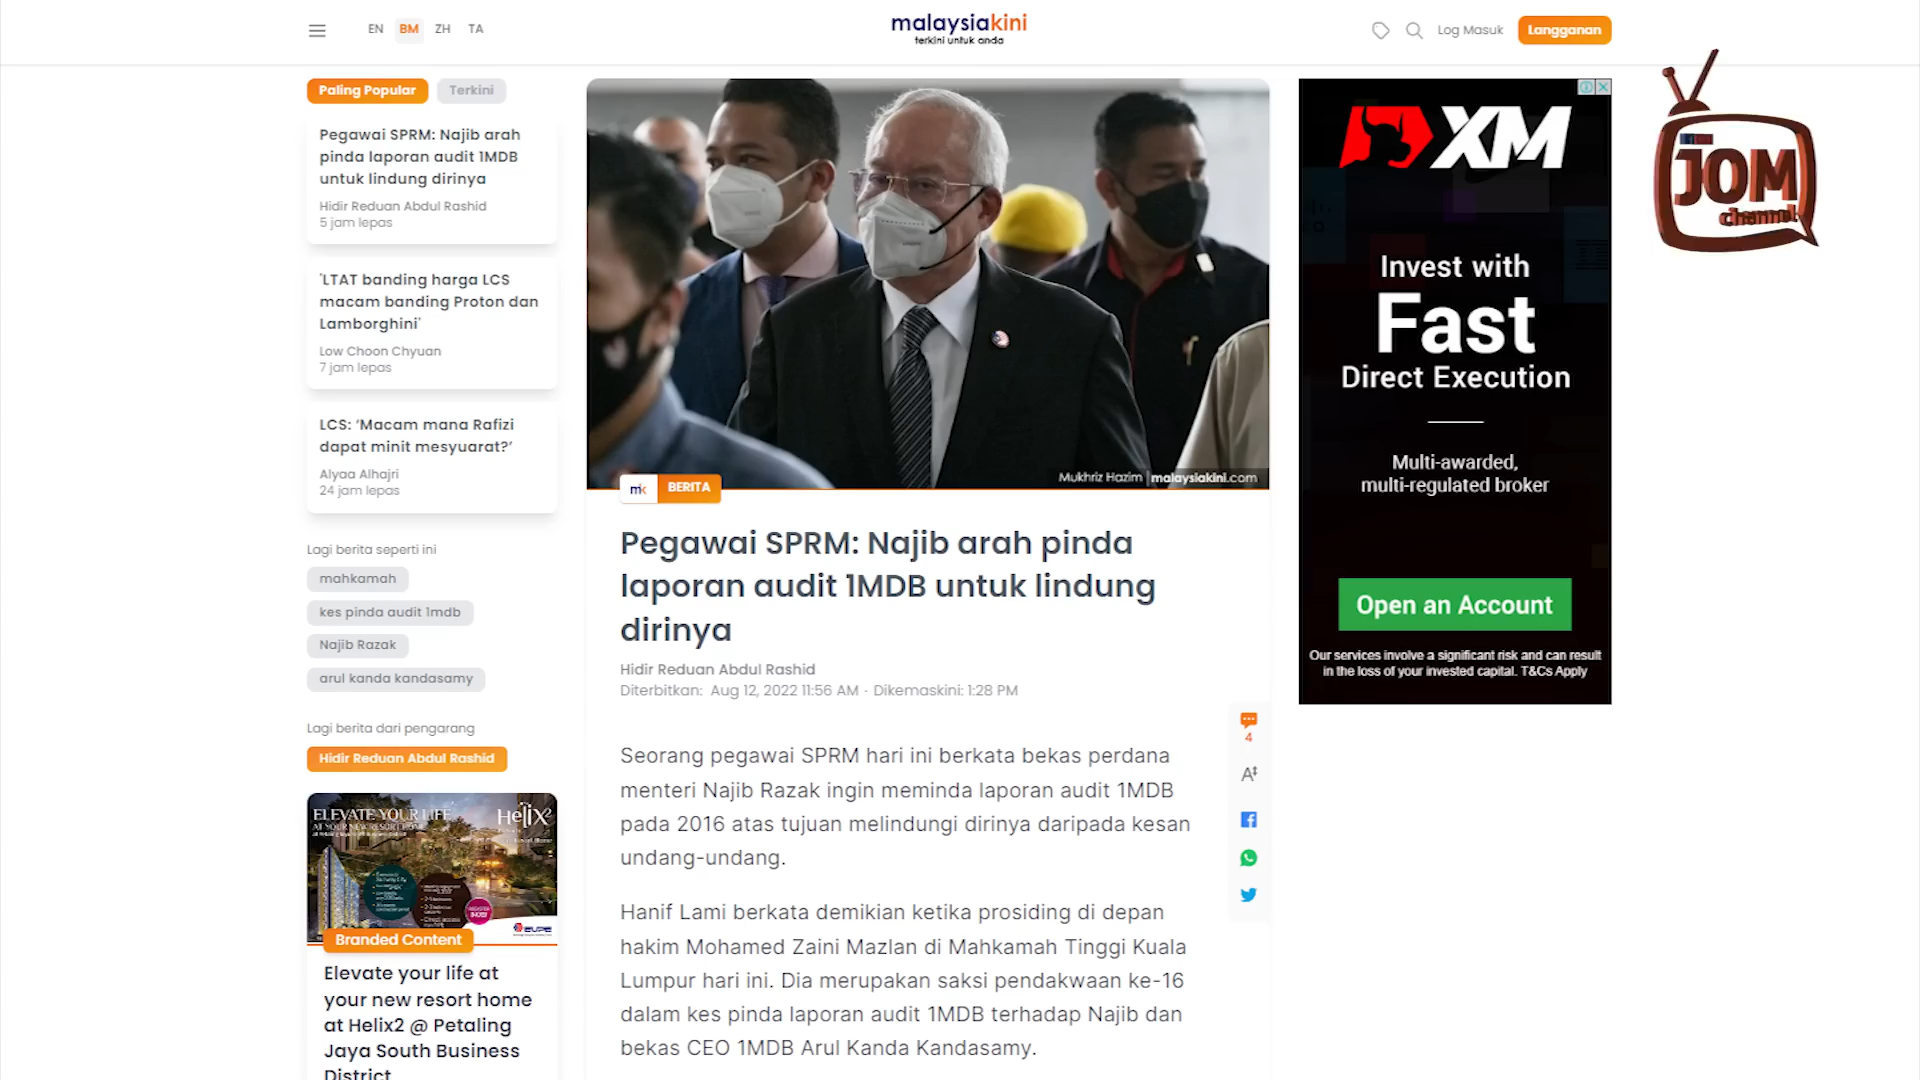 EN BM ZH TA
malaysiakini
terkini untuk anda
Log Masuk
Langganan
Paling Popular
Terkini
Pegawai SPRM: Najib arah
pinda laporan audit 1MDB
untuk lindung dirinya
Hidir Reduan Abdul Rashid
5 jam lepas
'LTAT banding harga LCS
macam banding Proton dan
Lamborghini'
Low Choon Chyuan
7 jam lepas
LCS: ‘Macam mana Rafizi
dapat minit mesyuarat?’
Alyaa Alhajri
24 jam lepas
Lagi berita seperti ini
mahkamah
kes pinda audit 1mdb
Najib Razak
arul kanda kandasamy
Lagi berita dari pengarang
Hidir Reduan Abdul Rashid
ELEVATE YOUR LIFE
AT YOUR NEW RESORT HOME
Helix2
EUPE
Branded Content
Elevate your life at
your new resort home
at Helix2 @ Petaling
Jaya South Business
District
Mukhriz Hazim | malaysiakini.com
mk BERITA
Pegawai SPRM: Najib arah pinda
laporan audit 1MDB untuk lindung
dirinya
Hidir Reduan Abdul Rashid
Diterbitkan: Aug 12, 2022 11:56 AM · Dikemaskini: 1:28 PM
Seorang pegawai SPRM hari ini berkata bekas perdana
menteri Najib Razak ingin meminda laporan audit 1MDB
pada 2016 atas tujuan melindungi dirinya daripada kesan
undang-undang.
Hanif Lami berkata demikian ketika prosiding di depan
hakim Mohamed Zaini Mazlan di Mahkamah Tinggi Kuala
Lumpur hari ini. Dia merupakan saksi pendakwaan ke-16
dalam kes pinda laporan audit 1MDB terhadap Najib dan
bekas CEO 1MDB Arul Kanda Kandasamy.
4
A
XM
Invest with
Fast
Direct Execution
Multi-awarded,
multi-regulated broker
Open an Account
Our services involve a significant risk and can result
in the loss of your invested capital. T&Cs Apply
JOM
channel